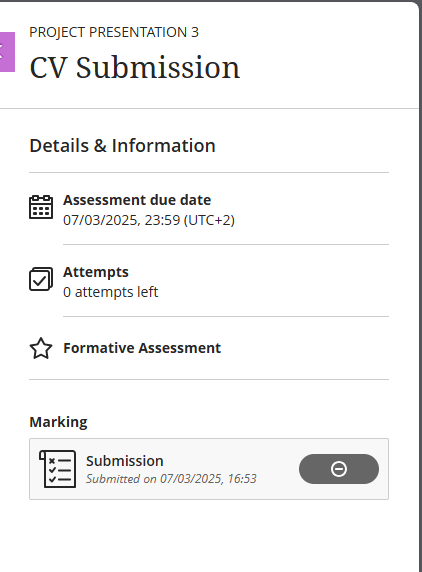 PROJECT PRESENTATION 3
CV Submission
Details & Information
Assessment due date
07/03/2025, 23:59 (UTC+2)
Attempts
0 attempts left
Formative Assessment
Marking
Submission
Submitted on 07/03/2025, 16:53